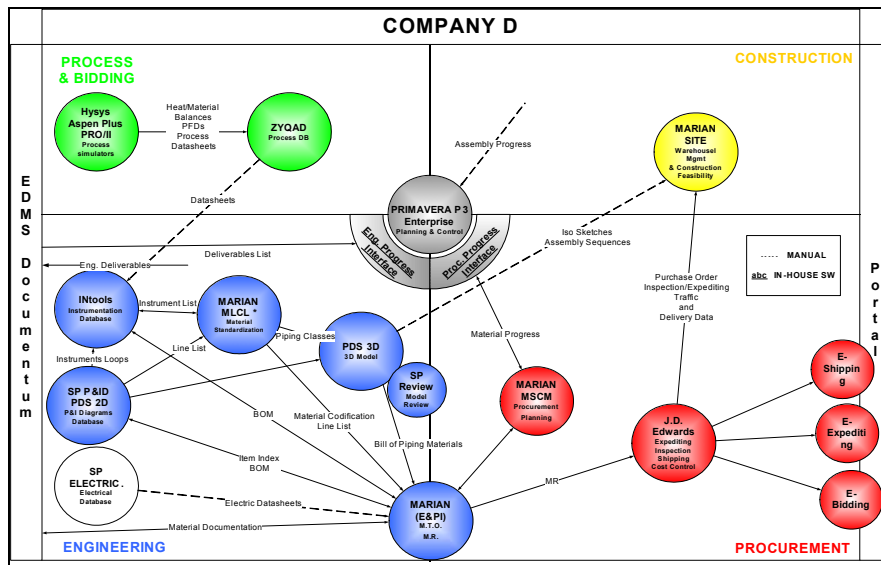 COMPANY D
PROCESS
& BIDDING
CONSTRUCTION
Hysys
Aspen Plus
PRO/II
Process
simulators
Heat/Material
Balances
PFDs
Process
Datasheets
ZYQAD
Process DB
Assembly Progress
MARIAN
SITE
Warehousel
Mgmt
& Construction
Feasibility
EDMS Documentum
Portal
Datasheets
PRIMAVERA P 3
Enterprise
Planning & Control
Eng. Progress
Interface
Proc. Progress
Interface
Iso Sketches
Assembly Sequences
Deliverables List
Eng. Deliverables
----- MANUAL
abc IN-HOUSE SW
INtools
Instrumentation
Database
Instrument List
MARIAN
MLCL *
Material
Standardization
Piping Classes
Purchase Order
Inspection/Expediting
Traffic
and
Delivery Data
Material Progress
Line List
PDS 3D
3D Model
Instruments Loops
SP
Review
Model
Review
E-
Shippin
g
SP P&ID
PDS 2D
P&I Diagrams
Database
MARIAN
MSCM
Procurement
Planning
BOM
Material Codification
Line List
J.D.
Edwards
Expediting
Inspection
Shipping
Cost Control
E-
Expediti
ng
Bill of Piping Materials
Item Index
BOM
SP
ELECTRIC .
Electrical
Database
MR
E-
Bidding
Electric Datasheets
MARIAN
(E&PI)
M.T.O.
M.R.
Material Documentation
ENGINEERING
PROCUREMENT